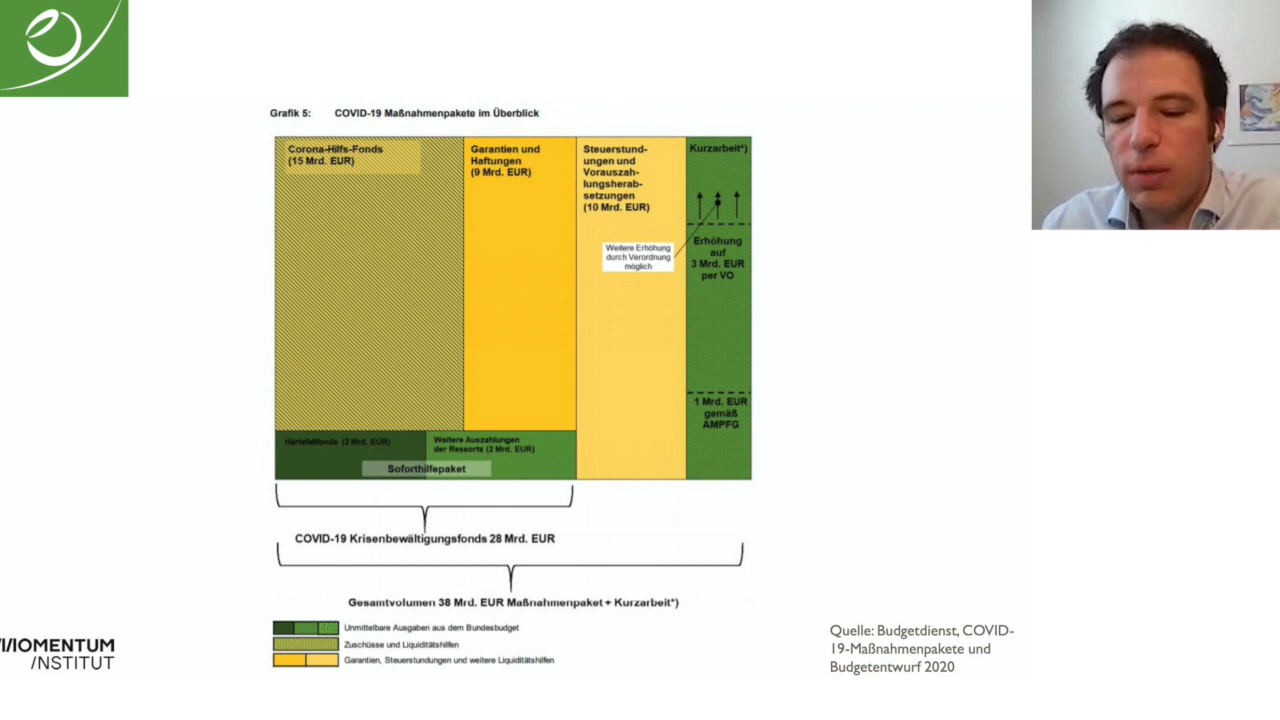 Grafik 5: COVID-19 Maßnahmenpakete im Überblick
Corona-Hilfs-Fonds
(15 Mrd. EUR)
Garantien und
Haftungen
(9 Mrd. EUR)
Steuerstund-
ungen und
Vorauszah-
lungsherab-
setzungen
(10 Mrd. EUR)
Kurzarbeit*)
Weitere Erhöhung
durch Verordnung
möglich
Erhöhung
auf
3 Mrd. EUR
per VO
1 Mrd. EUR
gemäß
AMPFG
Härtefallfonds (2 Mrd. EUR)
Weitere Auszahlungen
der Ressorts (2 Mrd. EUR)
Soforthilfepaket
COVID-19 Krisenbewältigungsfonds 28 Mrd. EUR
Gesamtvolumen 38 Mrd. EUR Maßnahmenpaket + Kurzarbeit*)
Unmittelbare Ausgaben aus dem Bundesbudget
Zuschüsse und Liquiditätshilfen
Garantien, Steuerstundungen und weitere Liquiditätshilfen
MOMENTUM
/NSTITUT
Quelle: Budgetdienst, COVID-
19-Maßnahmenpakete und
Budgetentwurf 2020